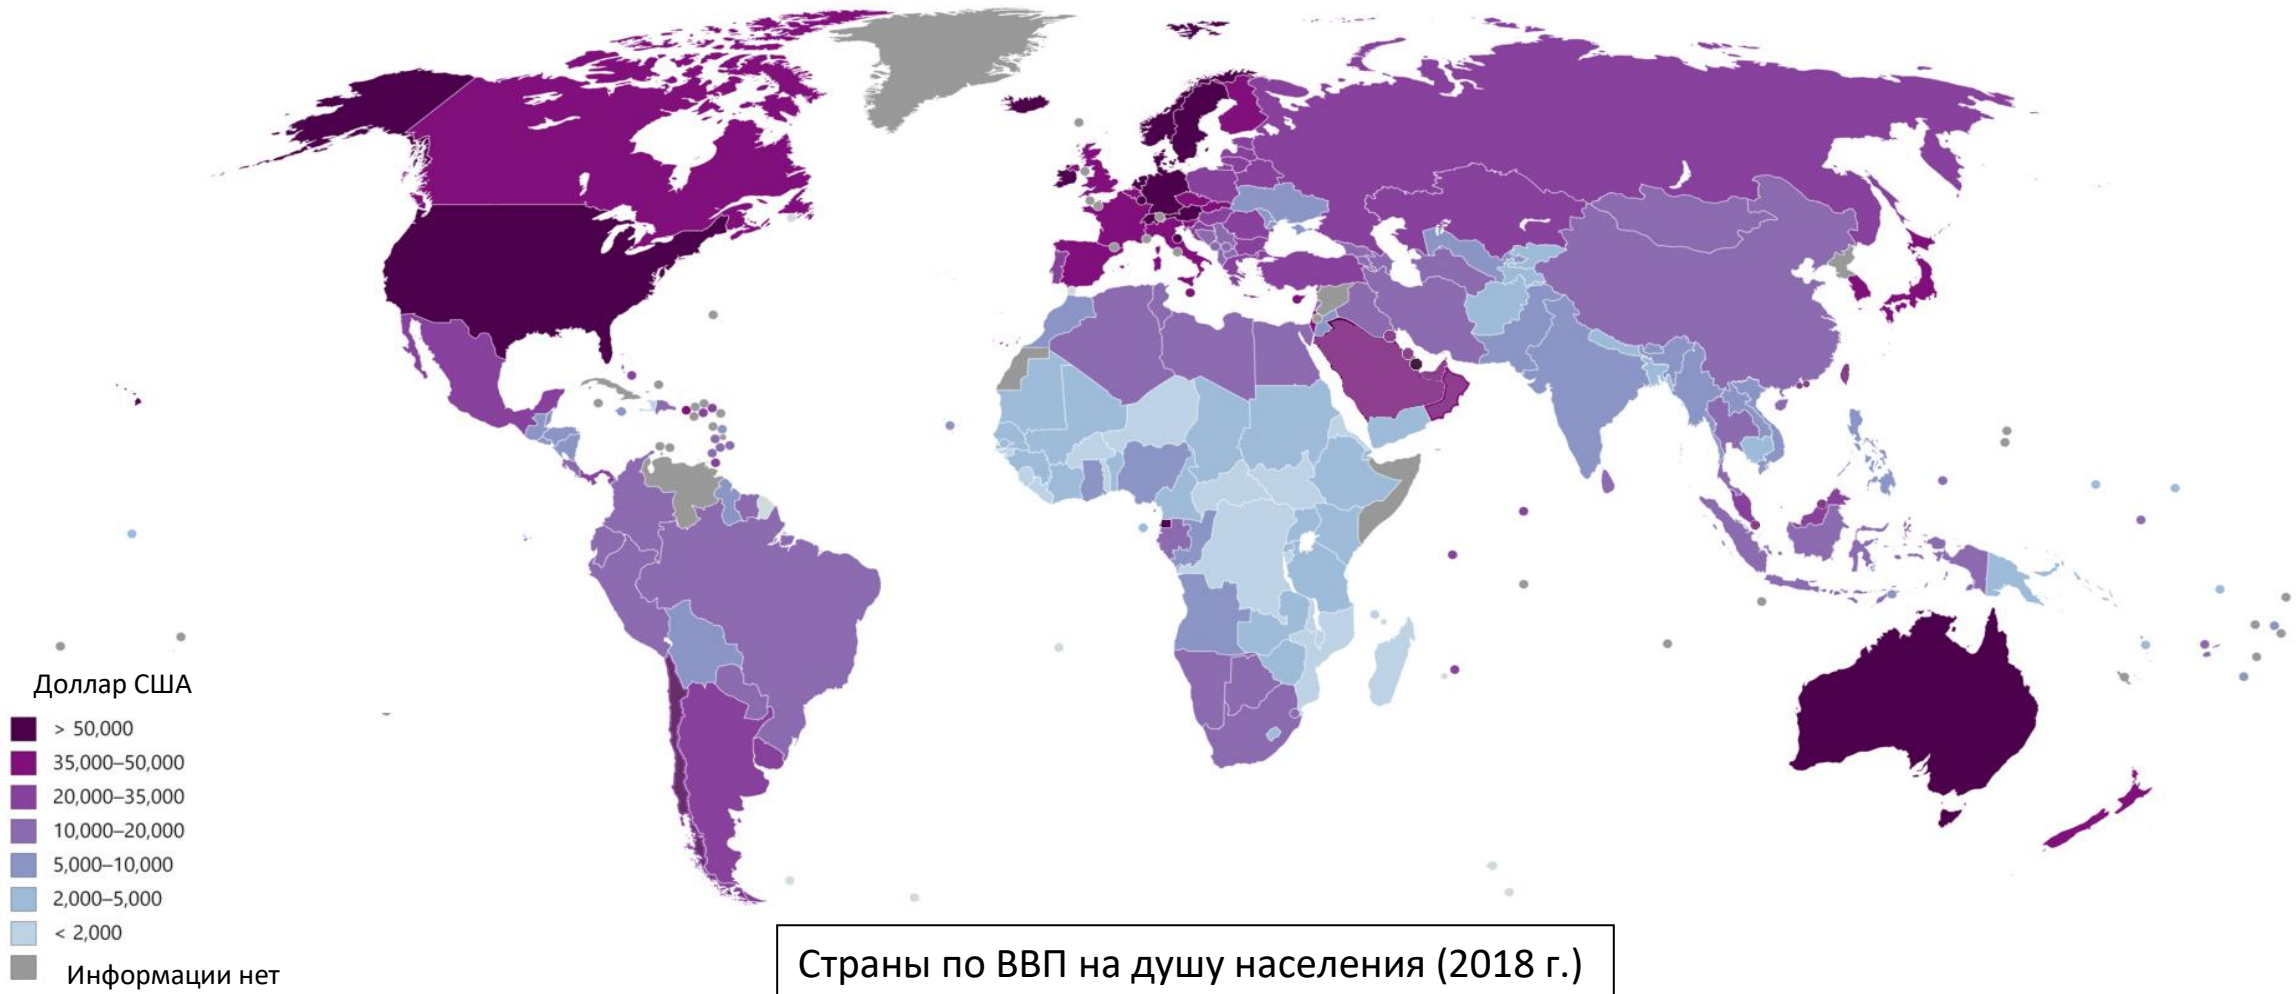 Доллар США
> 50,000
35,000–50,000
20,000–35,000
10,000–20,000
5,000–10,000
2,000–5,000
< 2,000
Информации нет
Страны по ВВП на душу населения (2018 г.)